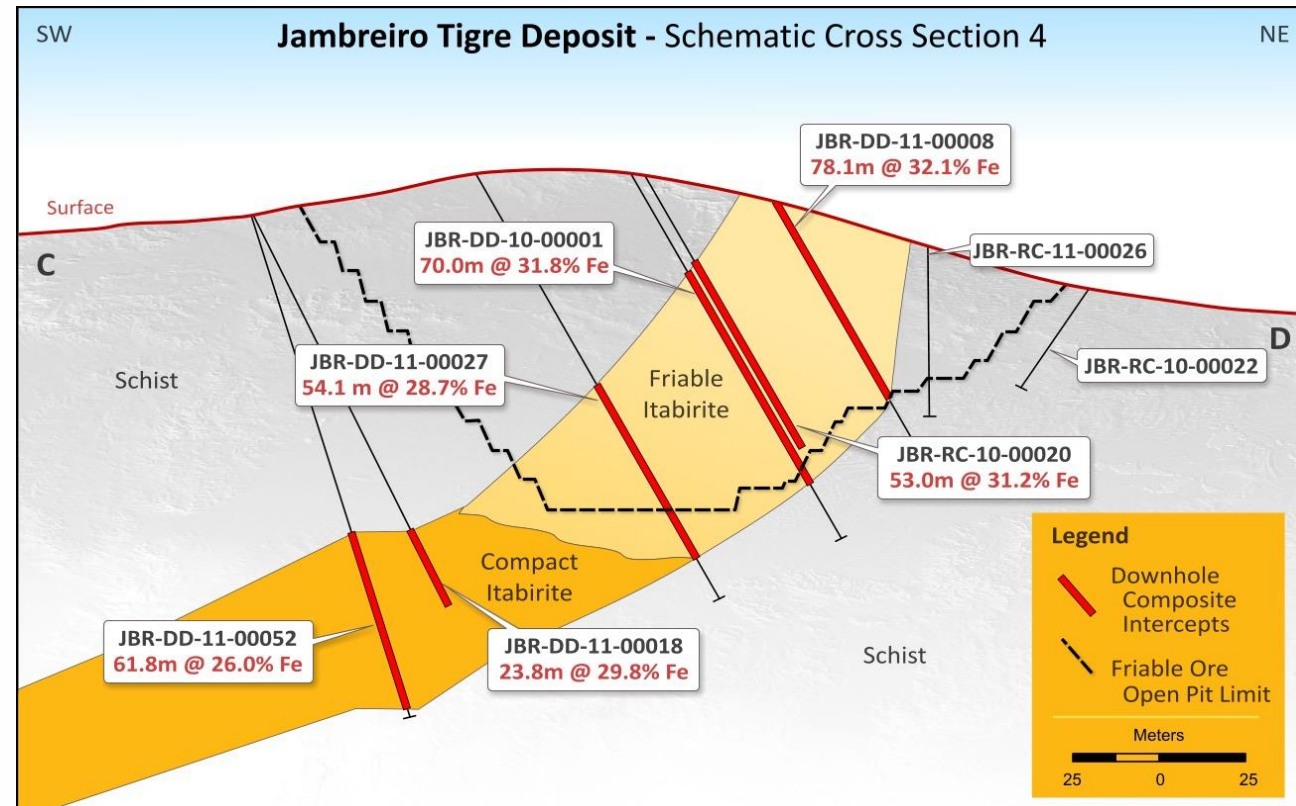 SW
Jambreiro Tigre Deposit - Schematic Cross Section 4
NE
JBR-DD-11-00008
78.1m @ 32.1% Fe
Surface
JBR-DD-10-00001
70.0m @ 31.8% Fe
JBR-RC-11-00026
C
D
JBR-DD-11-00027
54.1 m @ 28.7% Fe
JBR-RC-10-00022
Schist
Friable
Itabirite
JBR-RC-10-00020
53.0m @ 31.2% Fe
Compact
Itabirite
JBR-DD-11-00052
61.8m @ 26.0% Fe
JBR-DD-11-00018
23.8m @ 29.8% Fe
Schist
Legend
Downhole
Composite
Intercepts
Friable Ore
Open Pit Limit
Meters
25 0 25